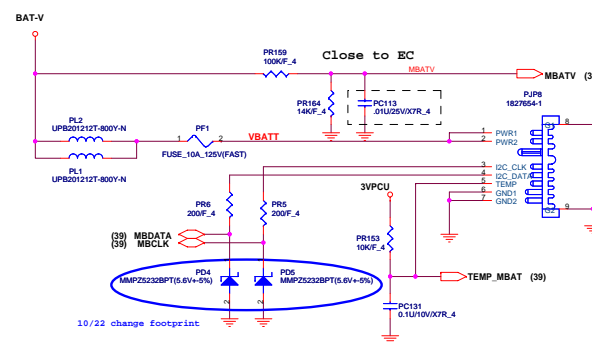 BAT-V
PR159
100K/F_4
Close to EC
MBATV
MBATV (3
PR164
14K/F_4
PC113
.01U/25V/X7R_4
PJP8
1827654-1
PL2
UPB201212T-800Y-N
PL1
UPB201212T-800Y-N
1 PF1 2
FUSE_10A_125V(FAST)
VBATT
8
G1
1 PWR1
2 PWR2
3 I2C_CLK
4 I2C_DATA
5 TEMP
6 GND1
7 GND2
G2
9
PR6
200/F_4
PR5
200/F_4
3VPCU
PR153
10K/F_4
(39) MBDATA
(39) MBCLK
PD4
MMPZ5232BPT(5.6V+-5%)
PD5
MMPZ5232BPT(5.6V+-5%)
2
2
TEMP_MBAT (39)
PC131
0.1U/10V/X7R_4
10/22 change footprint